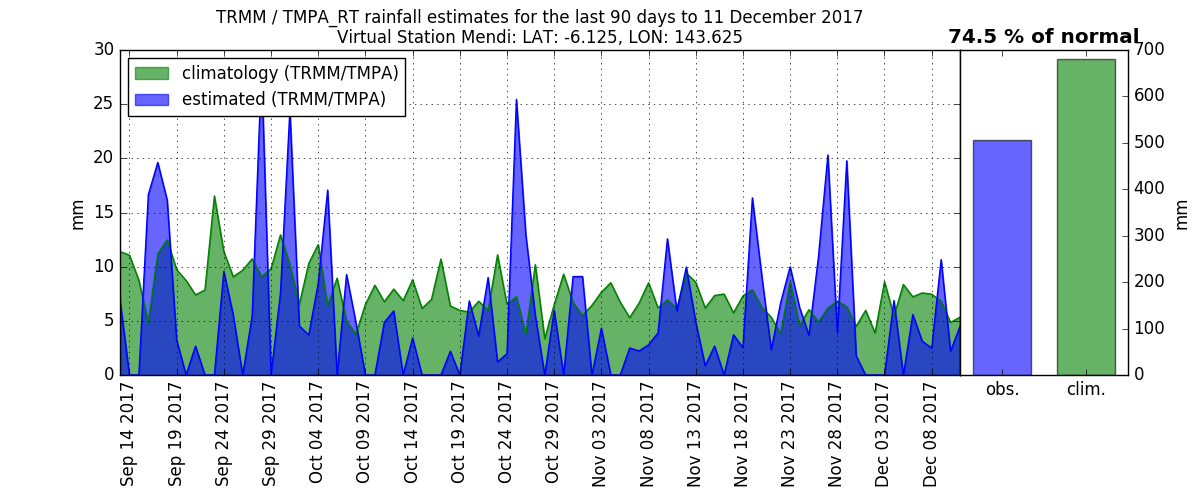 TRMM / TMPA_RT rainfall estimates for the last 90 days to 11 December 2017
Virtual Station Mendi: LAT: -6.125, LON: 143.625
74.5 % of normal
climatology (TRMM/TMPA)
estimated (TRMM/TMPA)
30
25
20
15
10
5
0
mm
700
600
500
400
300
200
100
0
mm
obs.
clim.
Sep 14 2017
Sep 19 2017
Sep 24 2017
Sep 29 2017
Oct 04 2017
Oct 09 2017
Oct 14 2017
Oct 19 2017
Oct 24 2017
Oct 29 2017
Nov 03 2017
Nov 08 2017
Nov 13 2017
Nov 18 2017
Nov 23 2017
Nov 28 2017
Dec 03 2017
Dec 08 2017